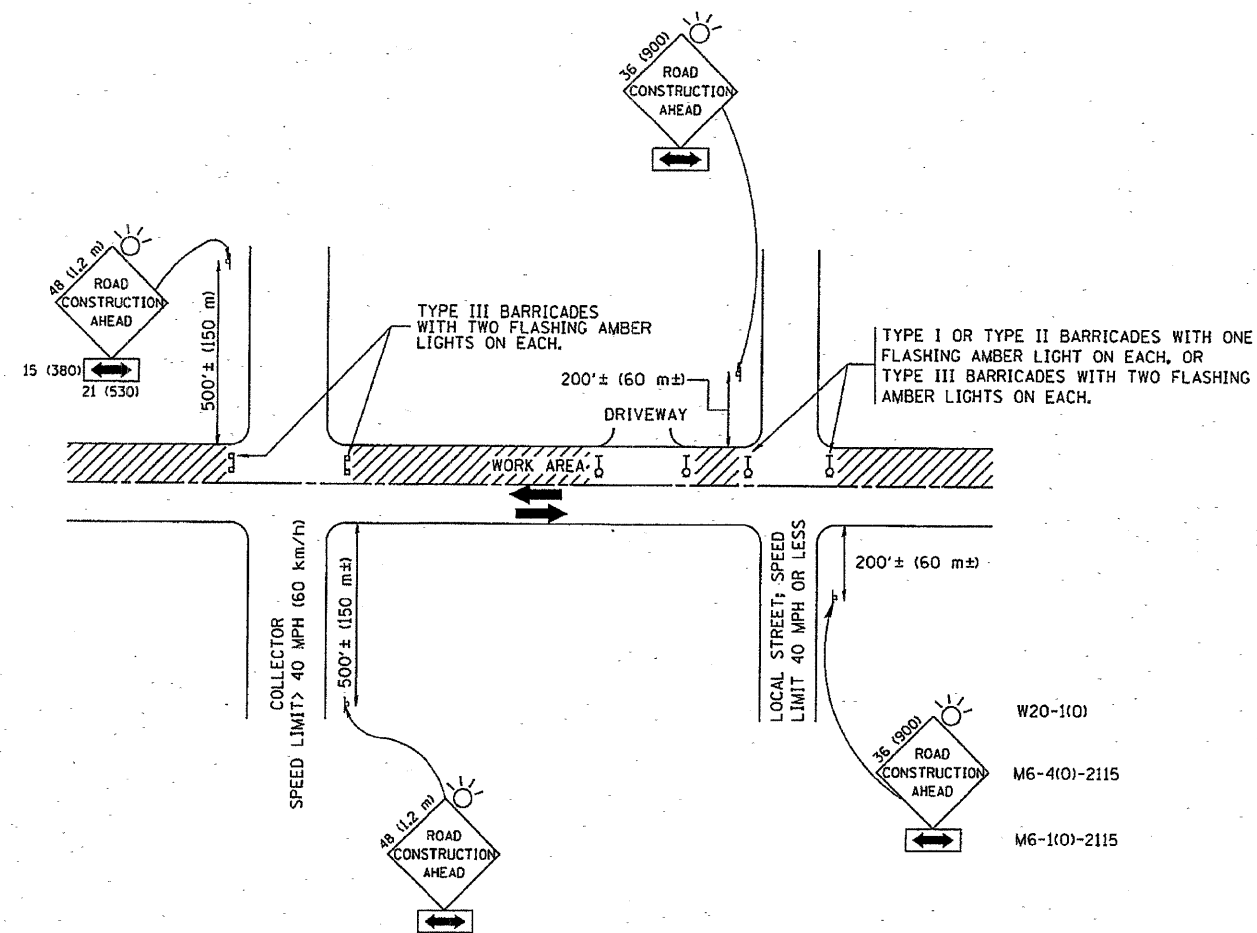 36 (900)
ROAD
CONSTRUCTION
AHEAD
48 (1.2 m)
ROAD
CONSTRUCTION
AHEAD
15 (380)
21 (530)
500'± (150 m)
TYPE III BARRICADES
WITH TWO FLASHING AMBER
LIGHTS ON EACH.
200'± (60 m±)
DRIVEWAY
TYPE I OR TYPE II BARRICADES WITH ONE
FLASHING AMBER LIGHT ON EACH, OR
TYPE III BARRICADES WITH TWO FLASHING
AMBER LIGHTS ON EACH.
WORK AREA
COLLECTOR
SPEED LIMIT> 40 MPH (60 km/h)
500'± (150 m±)
LOCAL STREET; SPEED
LIMIT 40 MPH OR LESS
200'± (60 m±)
48 (1.2 m)
ROAD
CONSTRUCTION
AHEAD
36 (900)
ROAD
CONSTRUCTION
AHEAD
W20-1(O)
M6-4(O)-2115
M6-1(O)-2115